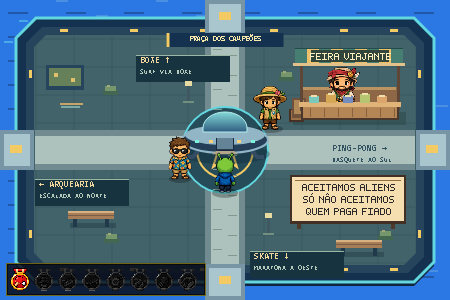 PRAÇA DOS CAMPEÕES
BOXE ↑
SURF VIA BOXE
FEIRA VIAJANTE
PING-PONG →
BASQUETE AO SUL
← ARQUEARIA
ESCALADA AO NORTE
ACEITAMOS ALIENS
SÓ NÃO ACEITAMOS
QUEM PAGA FIADO
SKATE ↓
MARATONA A OESTE